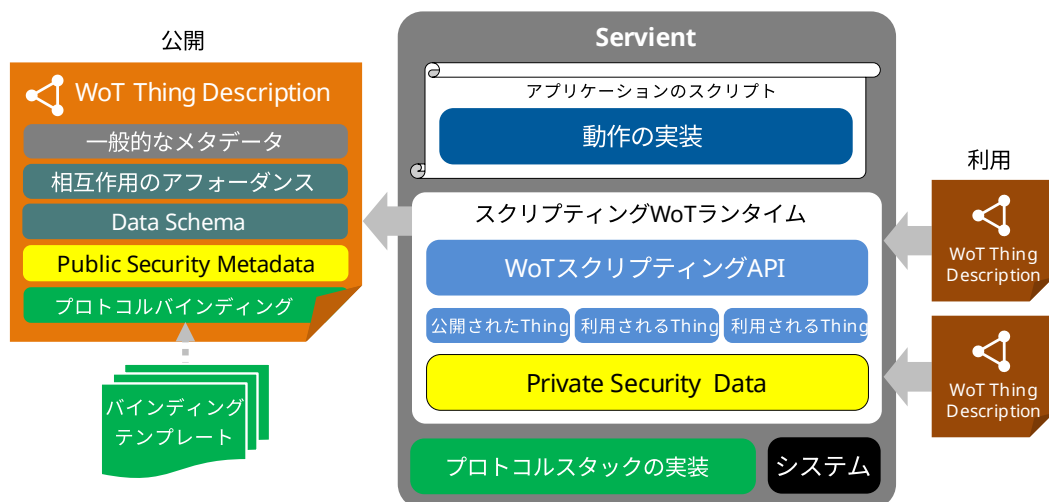 公開
WoT Thing Description
一般的なメタデータ
相互作用のアフォーダンス
Data Schema
Public Security Metadata
プロトコルバインディング
バインディング
テンプレート
Servient
アプリケーションのスクリプト
動作の実装
スクリプティングWoTランタイム
WoTスクリプティングAPI
公開されたThing
利用されるThing
利用されるThing
Private Security Data
プロトコルスタックの実装
システム
利用
WoT Thing
Description
WoT Thing
Description